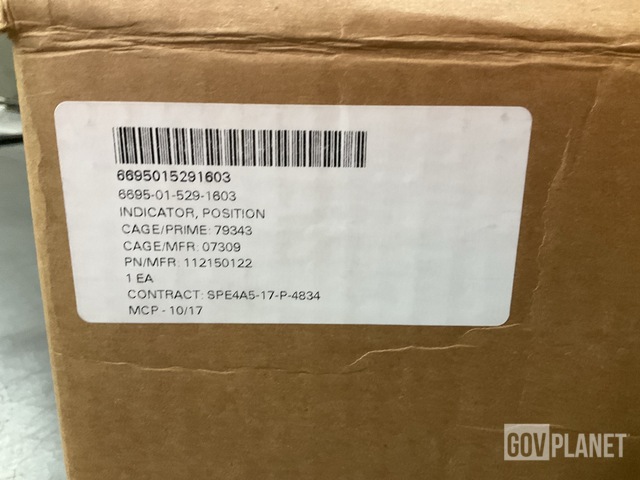 6695015291603
6695-01-529-1603
INDICATOR, POSITION
CAGE/PRIME: 79343
CAGE/MFR: 07309
PN/MFR: 112150122
1 EA
CONTRACT: SPE4A5-17-P-4834
MCP - 10/17
GOVPLANET